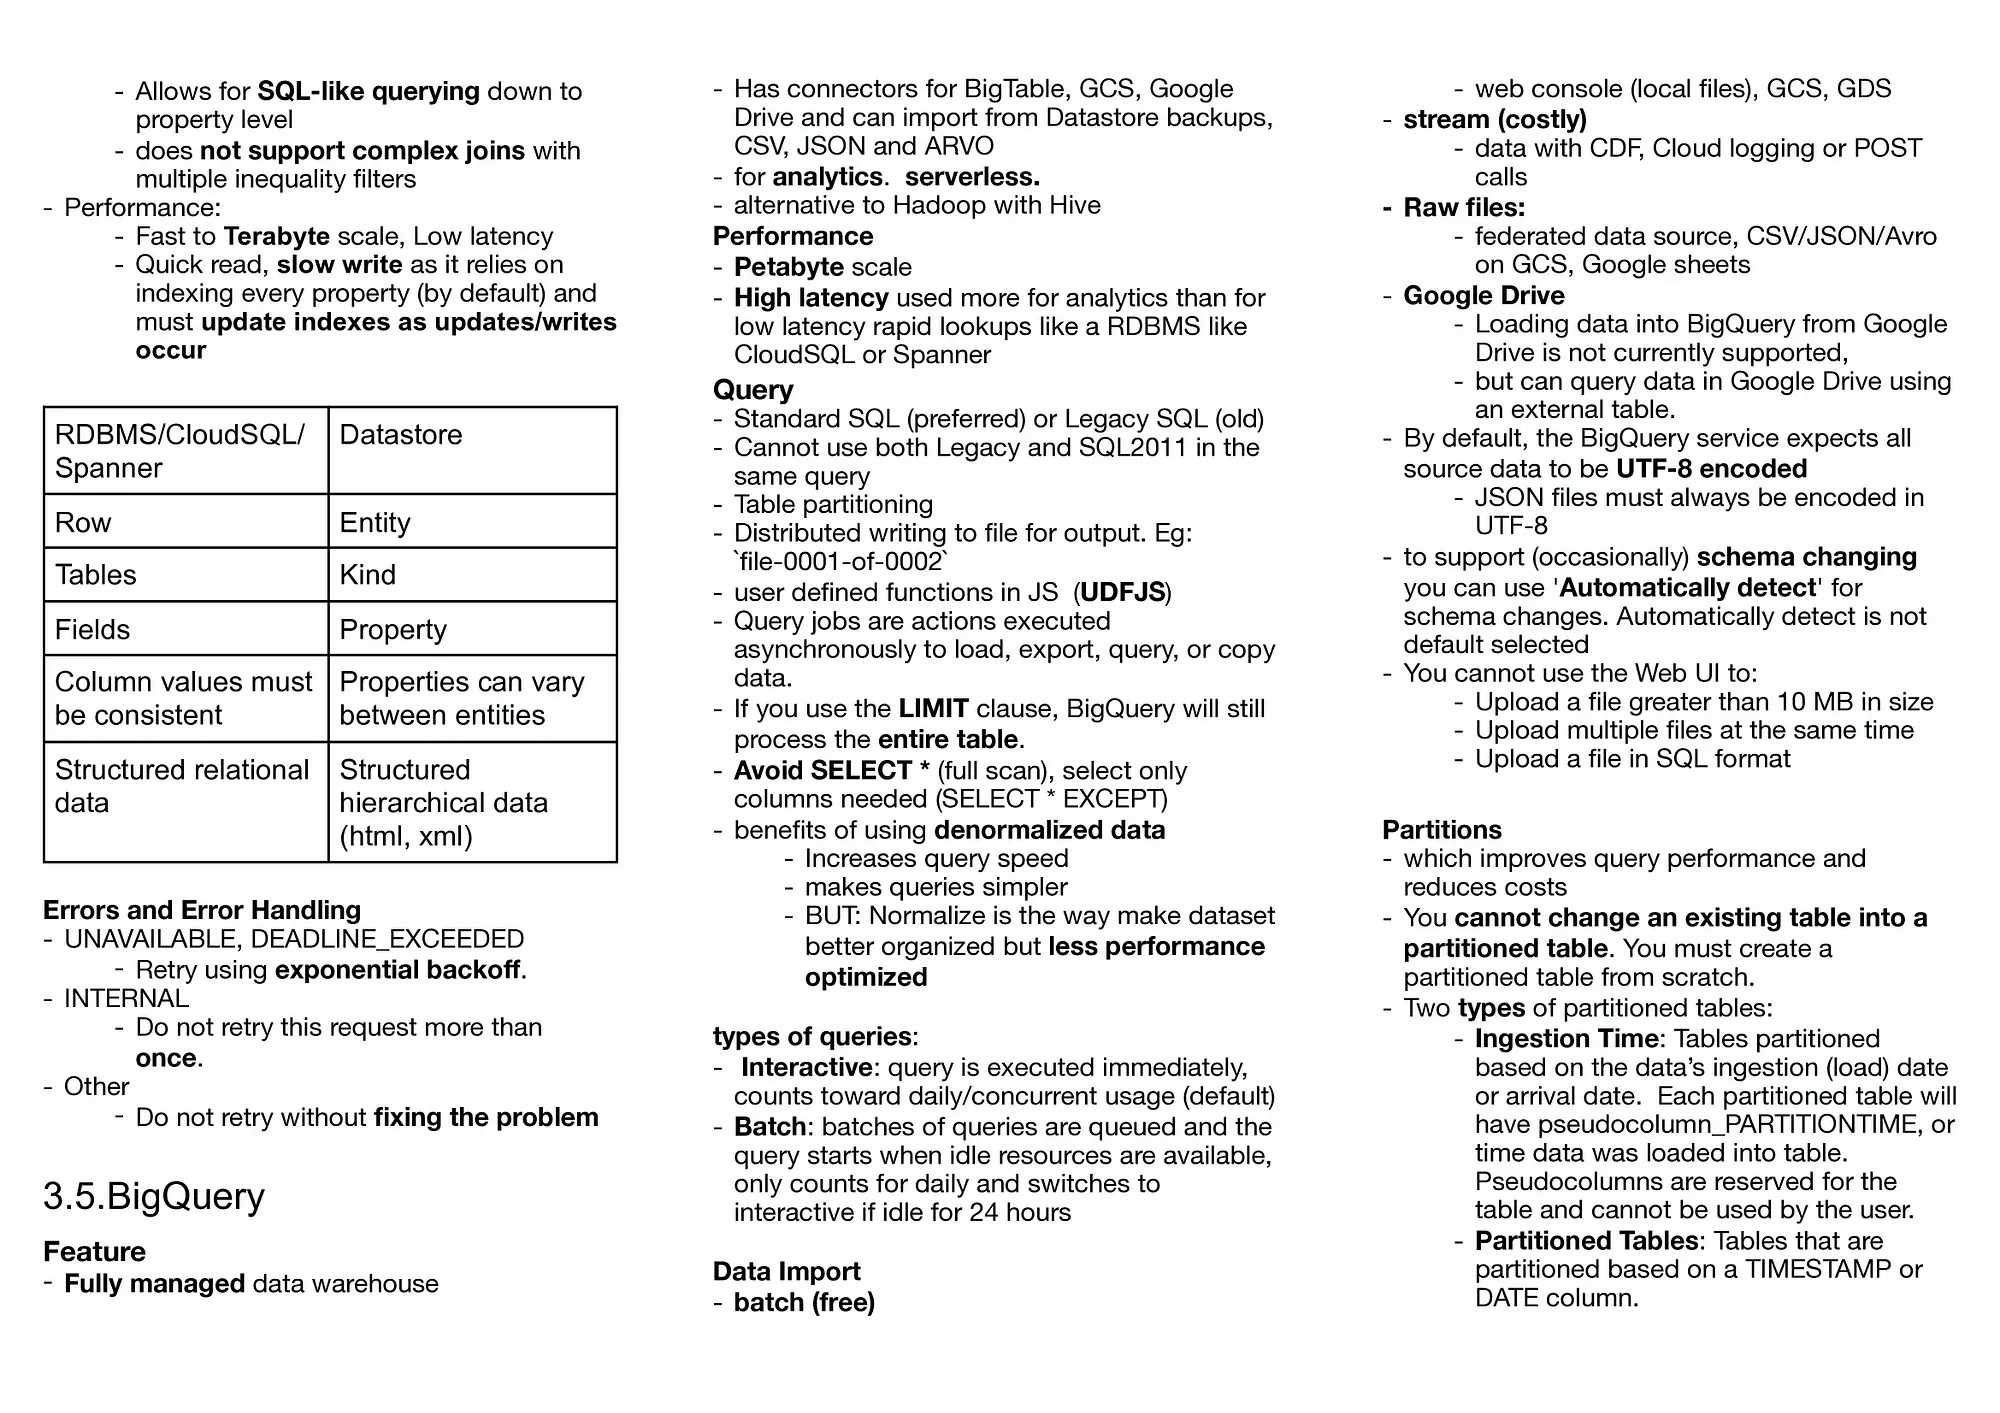 - Allows for SQL-like querying down to
property level
- does not support complex joins with
multiple inequality filters
- Performance:
- Fast to Terabyte scale, Low latency
- Quick read, slow write as it relies on
indexing every property (by default) and
must update indexes as updates/writes
occur
RDBMS/CloudSQL/
Spanner
Datastore
Row
Entity
Tables
Kind
Fields
Property
Column values must
be consistent
Properties can vary
between entities
Structured relational
data
Structured
hierarchical data
(html, xml)
Errors and Error Handling
- UNAVAILABLE, DEADLINE_EXCEEDED
- Retry using exponential backoff.
- INTERNAL
- Do not retry this request more than
once.
- Other
- Do not retry without fixing the problem
3.5.BigQuery
Feature
- Fully managed data warehouse
- Has connectors for BigTable, GCS, Google
Drive and can import from Datastore backups,
CSV, JSON and ARVO
- for analytics.  serverless.
- alternative to Hadoop with Hive
Performance
- Petabyte scale
- High latency used more for analytics than for
low latency rapid lookups like a RDBMS like
CloudSQL or Spanner
Query
- Standard SQL (preferred) or Legacy SQL (old)
- Cannot use both Legacy and SQL2011 in the
same query
- Table partitioning
- Distributed writing to file for output. Eg:
`file-0001-of-0002`
- user defined functions in JS  (UDFJS)
- Query jobs are actions executed
asynchronously to load, export, query, or copy
data.
- If you use the LIMIT clause, BigQuery will still
process the entire table.
- Avoid SELECT * (full scan), select only
columns needed (SELECT * EXCEPT)
- benefits of using denormalized data
- Increases query speed
- makes queries simpler
- BUT: Normalize is the way make dataset
better organized but less performance
optimized
types of queries:
- Interactive: query is executed immediately,
counts toward daily/concurrent usage (default)
- Batch: batches of queries are queued and the
query starts when idle resources are available,
only counts for daily and switches to
interactive if idle for 24 hours
Data Import
- batch (free)
- web console (local files), GCS, GDS
- stream (costly)
- data with CDF, Cloud logging or POST
calls
- Raw files:
- federated data source, CSV/JSON/Avro
on GCS, Google sheets
- Google Drive
- Loading data into BigQuery from Google
Drive is not currently supported,
- but can query data in Google Drive using
an external table.
- By default, the BigQuery service expects all
source data to be UTF-8 encoded
- JSON files must always be encoded in
UTF-8
- to support (occasionally) schema changing
you can use 'Automatically detect' for
schema changes. Automatically detect is not
default selected
- You cannot use the Web UI to:
- Upload a file greater than 10 MB in size
- Upload multiple files at the same time
- Upload a file in SQL format
Partitions
- which improves query performance and
reduces costs
- You cannot change an existing table into a
partitioned table. You must create a
partitioned table from scratch.
- Two types of partitioned tables:
- Ingestion Time: Tables partitioned
based on the data’s ingestion (load) date
or arrival date.  Each partitioned table will
have pseudocolumn_PARTITIONTIME, or
time data was loaded into table.
Pseudocolumns are reserved for the
table and cannot be used by the user.
- Partitioned Tables: Tables that are
partitioned based on a TIMESTAMP or
DATE column.